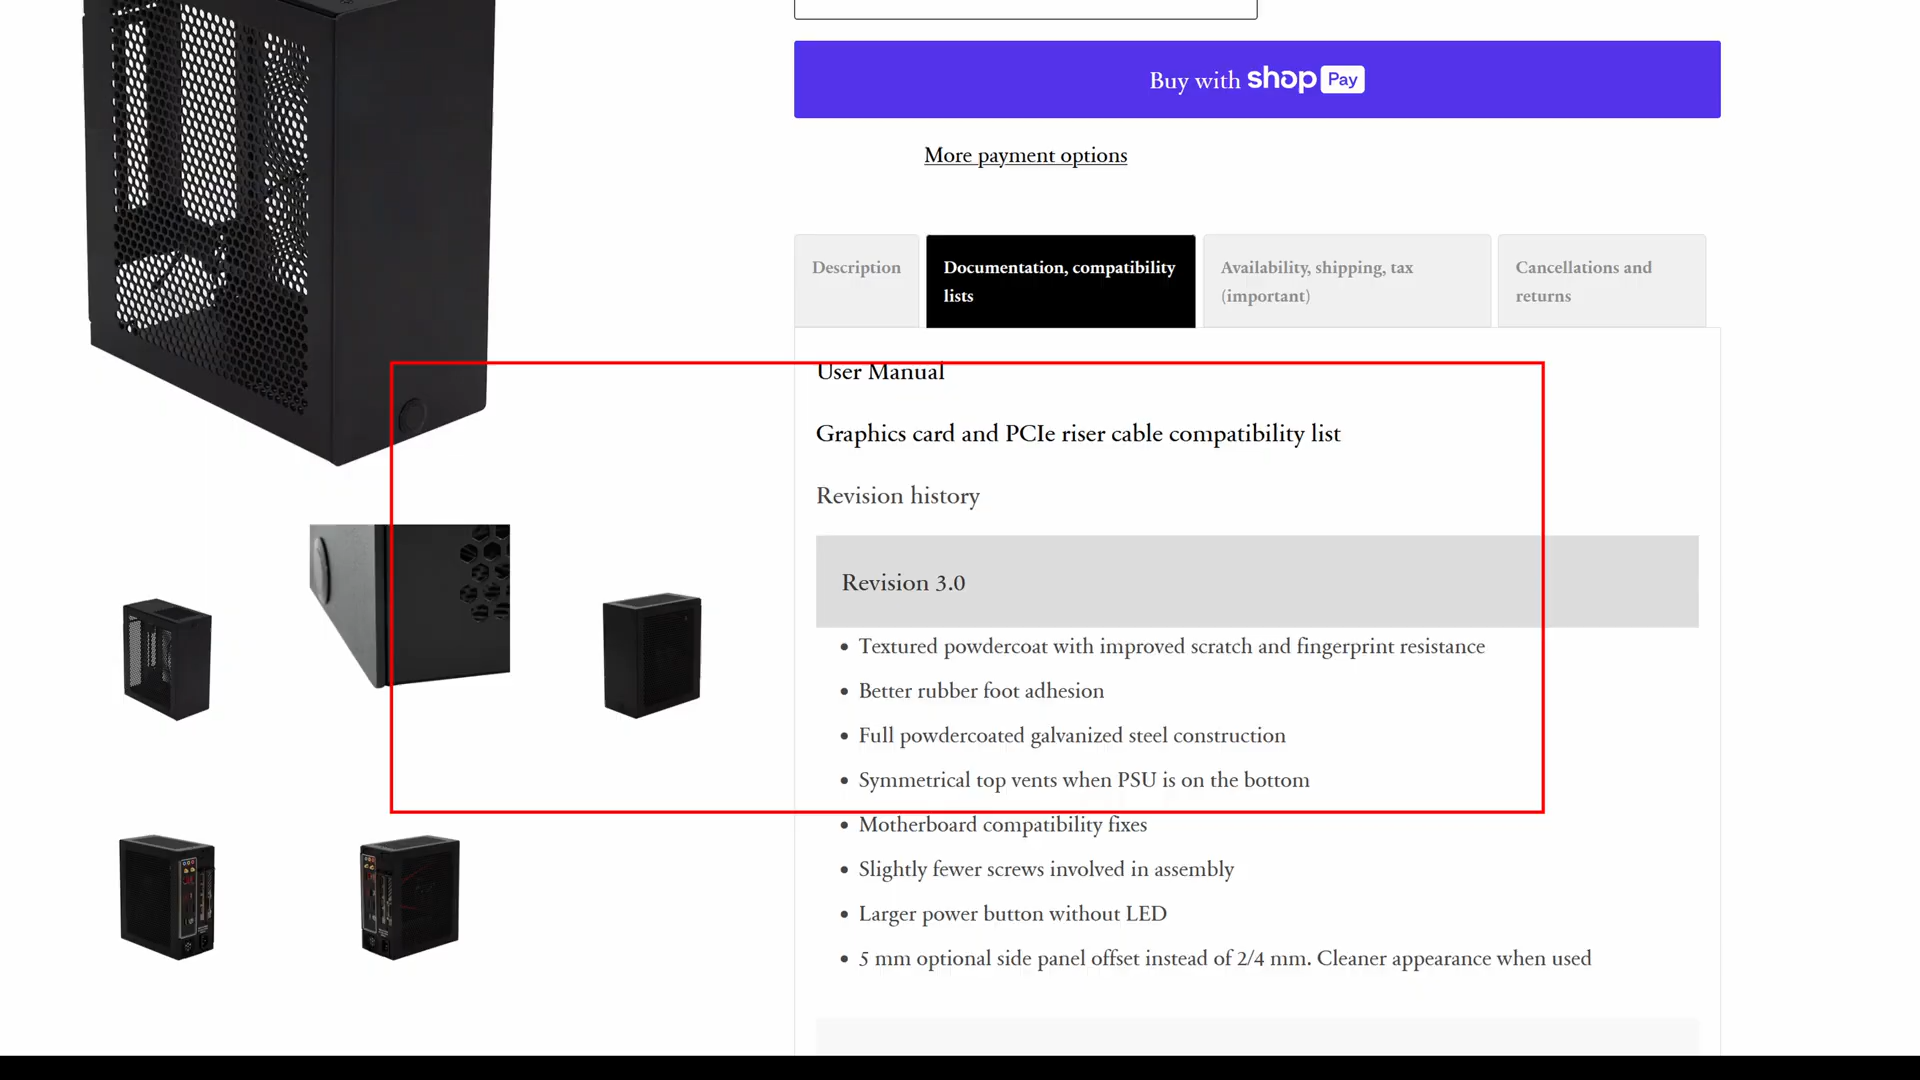 Buy with shop Pay
More payment options
Description
Documentation, compatibility
lists
Availability, shipping, tax
(important)
Cancellations and
returns
User Manual
Graphics card and PCIe riser cable compatibility list
Revision history
Revision 3.0
• Textured powdercoat with improved scratch and fingerprint resistance
• Better rubber foot adhesion
• Full powdercoated galvanized steel construction
• Symmetrical top vents when PSU is on the bottom
• Motherboard compatibility fixes
• Slightly fewer screws involved in assembly
• Larger power button without LED
• 5 mm optional side panel offset instead of 2/4 mm. Cleaner appearance when used